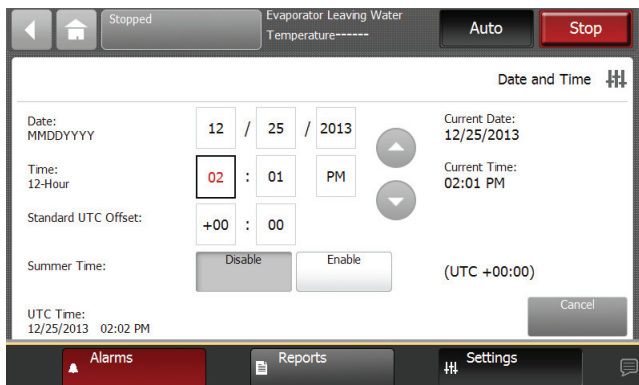 Stopped
Evaporator Leaving Water
Temperature------
Auto
Stop
Date and Time
Date:
MMDDYYYY
12 / 25 / 2013
Current Date:
12/25/2013
Time:
12-Hour
02 : 01 PM
Current Time:
02:01 PM
Standard UTC Offset:
+00 : 00
Summer Time:
Disable
Enable
(UTC +00:00)
UTC Time:
12/25/2013 02:02 PM
Cancel
Alarms
Reports
Settings